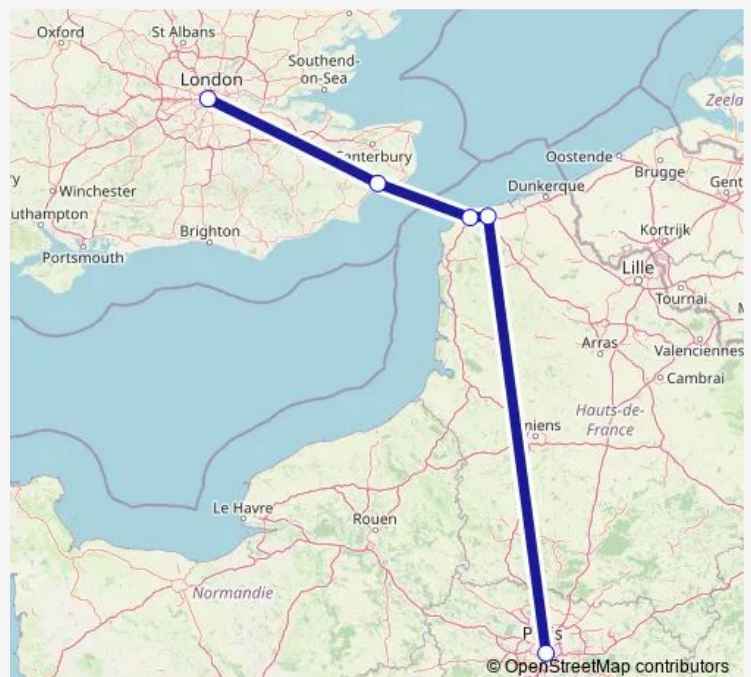 Oxford
St Albans
London
Southend-
on-Sea
Zeela
Canterbury
Oostende
Brugge
Gent
Dunkerque
Winchester
Kortrijk
Brighton
Portsmouth
Lille
Tournai
Arras
Valenciennes
Cambrai
Hauts-de-
France
niens
Le Havre
Rouen
Normandie
© OpenStreetMap contributors